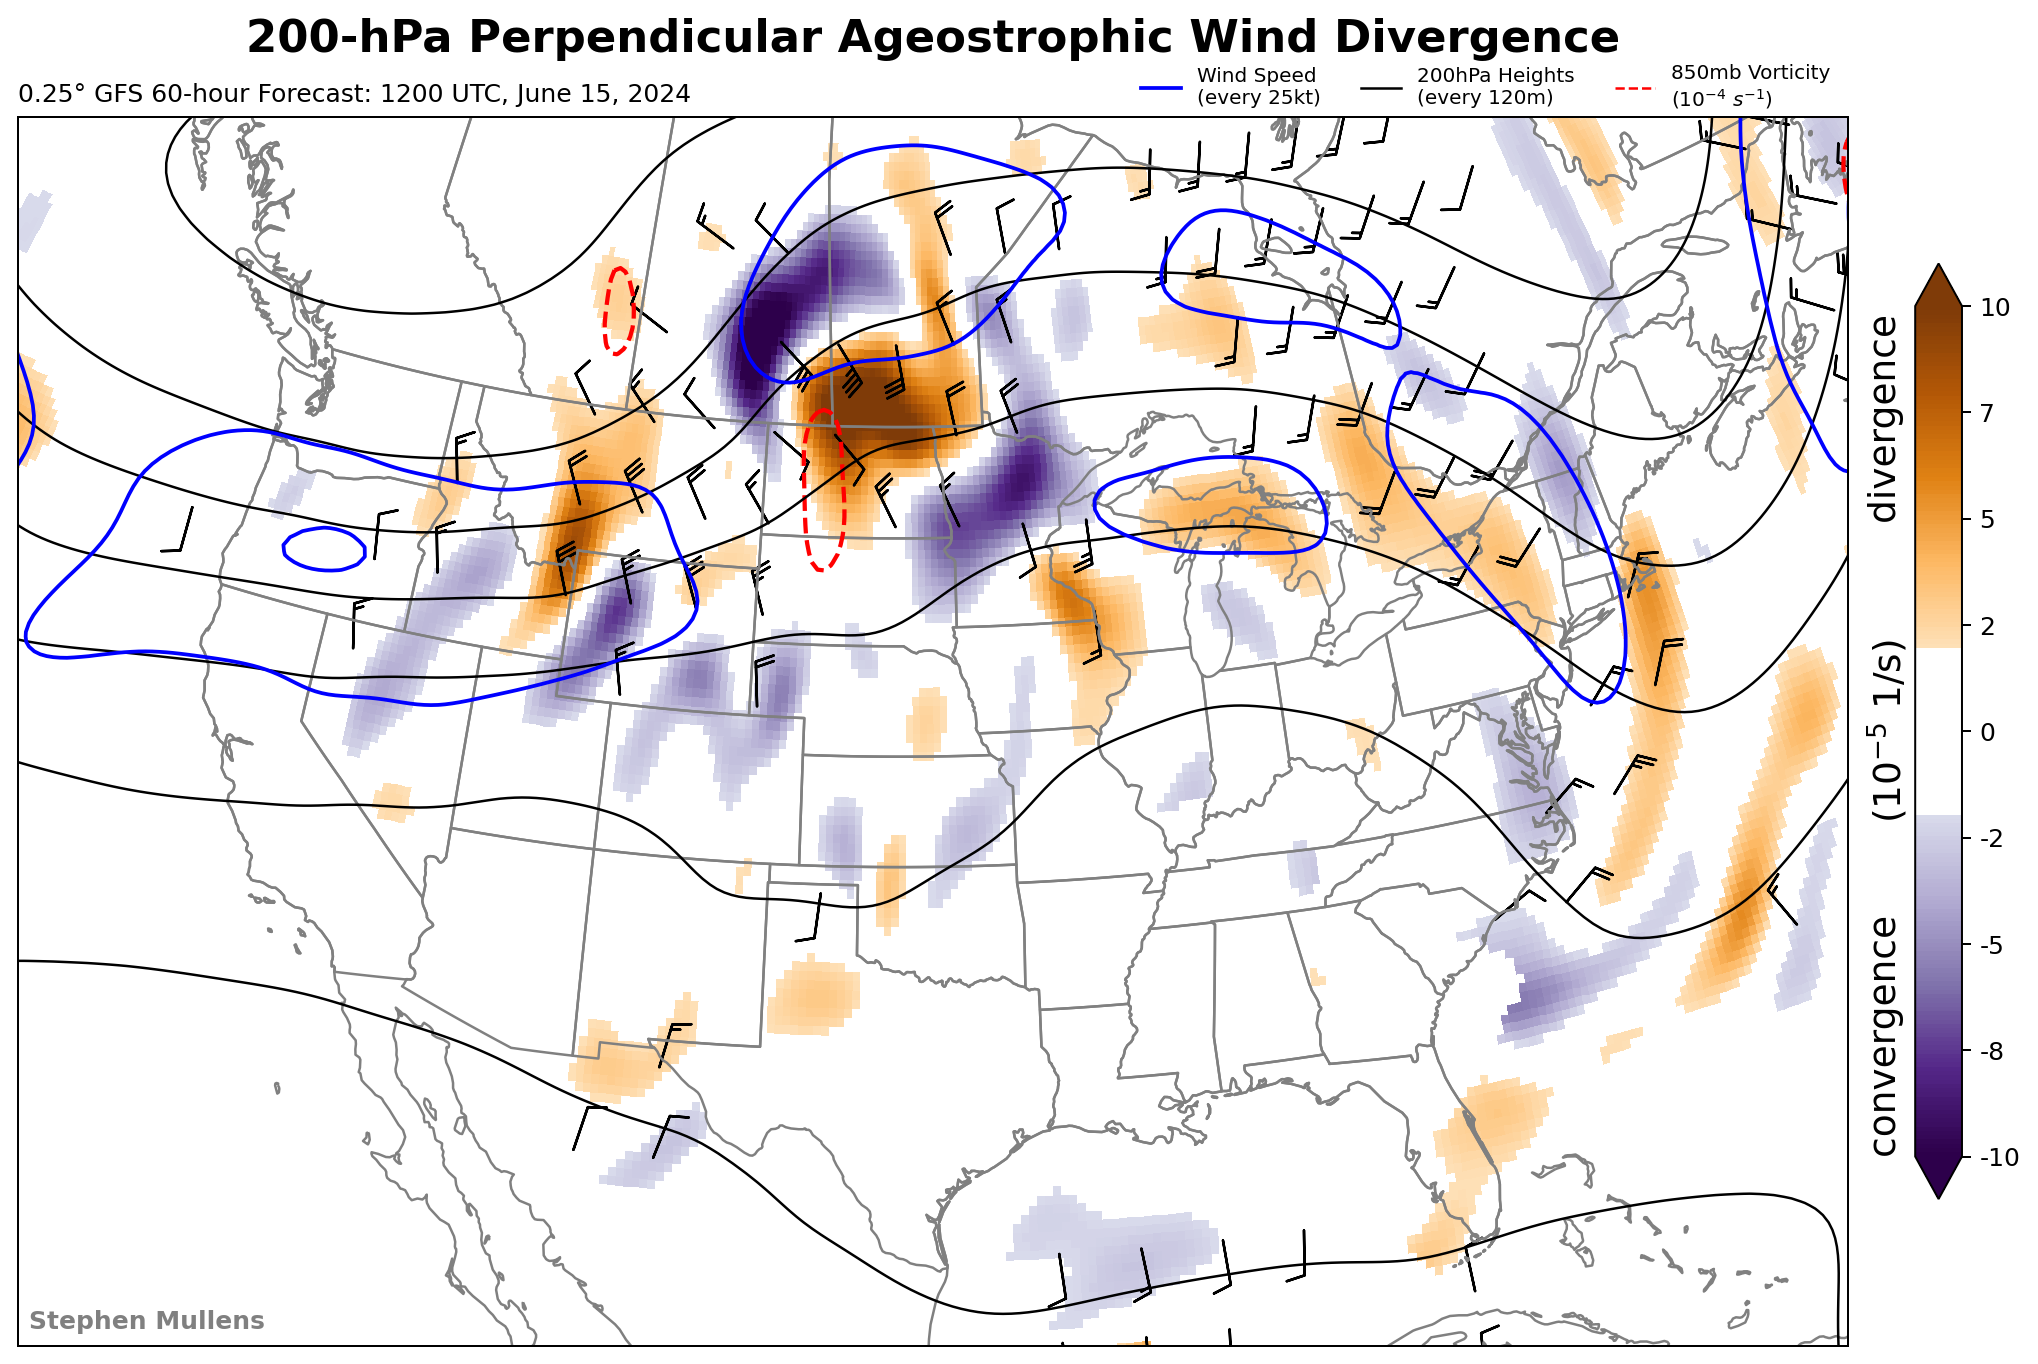 200-hPa Perpendicular Ageostrophic Wind Divergence
0.25° GFS 60-hour Forecast: 1200 UTC, June 15, 2024
Wind Speed
(every 25kt)
200hPa Heights
(every 120m)
850mb Vorticity
(10⁻⁴ s⁻¹)
10
7
5
2
0
-2
-5
-8
-10
convergence (10⁻⁵ 1/s) divergence
Stephen Mullens